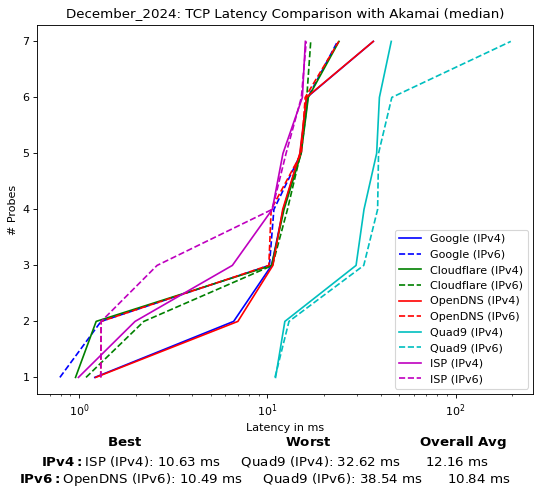 December_2024: TCP Latency Comparison with Akamai (median)
# Probes
7
6
5
4
3
2
1
Google (IPv4)
Google (IPv6)
Cloudflare (IPv4)
Cloudflare (IPv6)
OpenDNS (IPv4)
OpenDNS (IPv6)
Quad9 (IPv4)
Quad9 (IPv6)
ISP (IPv4)
ISP (IPv6)
10⁰ 10¹ 10²
Latency in ms
Best Worst Overall Avg
IPv4: ISP (IPv4): 10.63 ms Quad9 (IPv4): 32.62 ms 12.16 ms
IPv6: OpenDNS (IPv6): 10.49 ms Quad9 (IPv6): 38.54 ms 10.84 ms